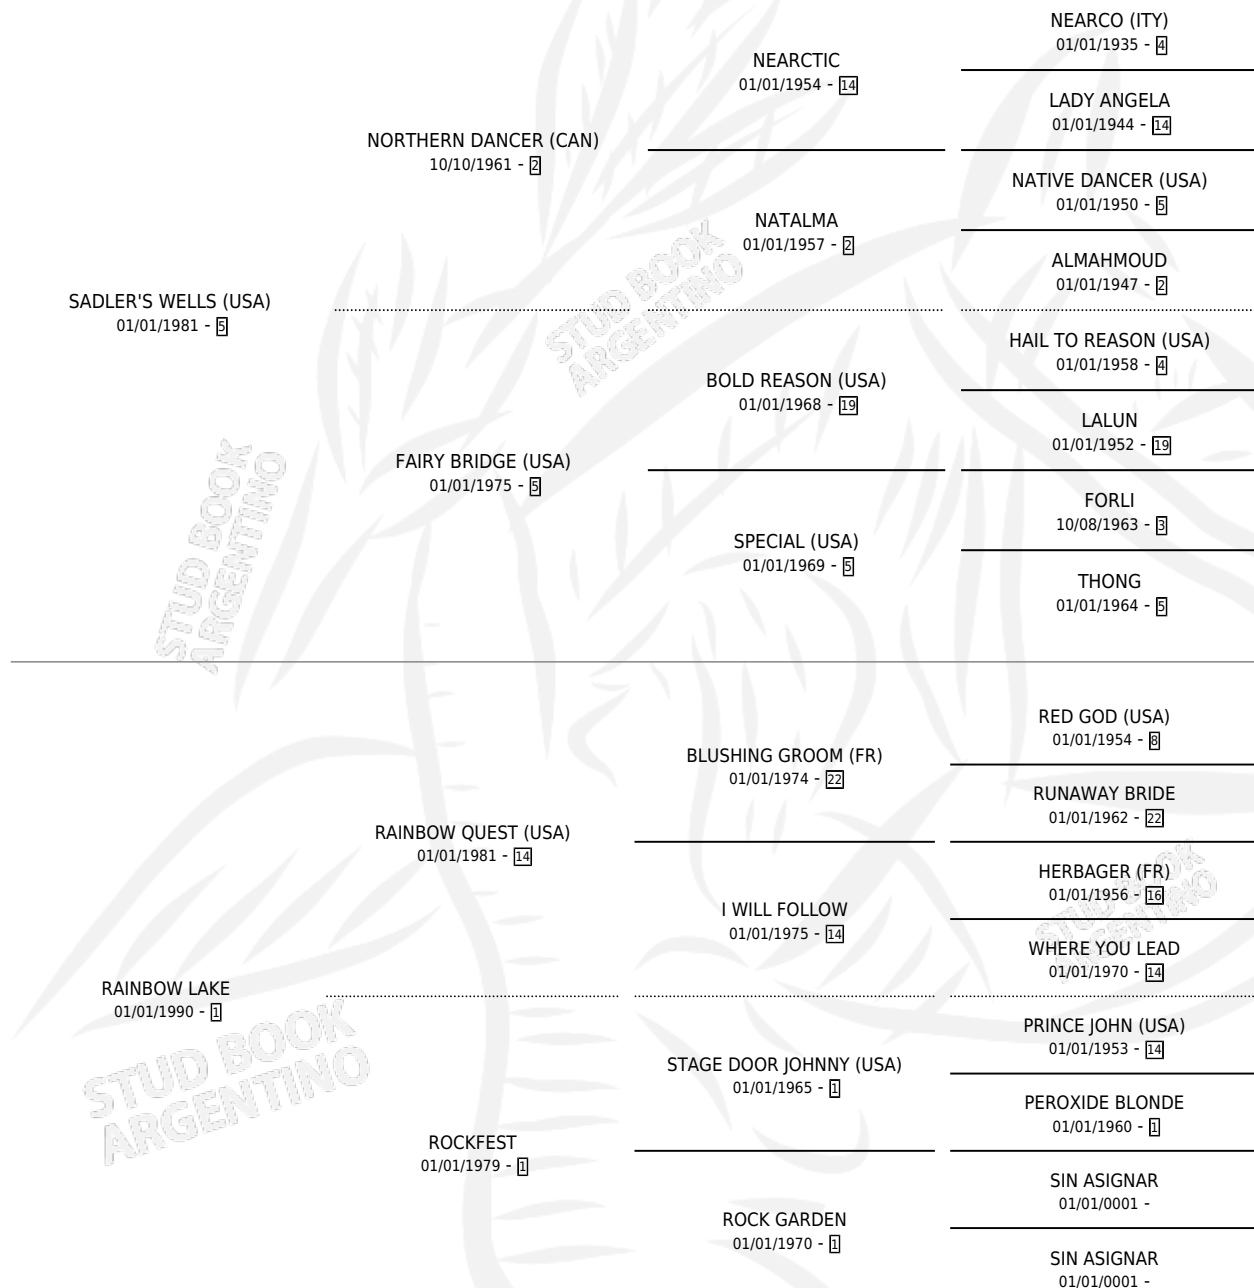 NEARCO (ITY)
01/01/1935 - 4
NEARCTIC
01/01/1954 - 14
LADY ANGELA
01/01/1944 - 14
NORTHERN DANCER (CAN)
10/10/1961 - 2
NATIVE DANCER (USA)
01/01/1950 - 5
NATALMA
01/01/1957 - 2
ALMAHMOUD
01/01/1947 - 2
SADLER'S WELLS (USA)
01/01/1981 - 5
STUD BOOK
ARGENTINO
HAIL TO REASON (USA)
01/01/1958 - 4
BOLD REASON (USA)
01/01/1968 - 19
LALUN
01/01/1952 - 19
FAIRY BRIDGE (USA)
01/01/1975 - 5
FORLI
10/08/1963 - 3
SPECIAL (USA)
01/01/1969 - 5
THONG
01/01/1964 - 5
STUD BOOK
ARGENTINO
RED GOD (USA)
01/01/1954 - 8
BLUSHING GROOM (FR)
01/01/1974 - 22
RUNAWAY BRIDE
01/01/1962 - 22
RAINBOW QUEST (USA)
01/01/1981 - 14
HERBAGER (FR)
01/01/1956 - 16
I WILL FOLLOW
01/01/1975 - 14
WHERE YOU LEAD
01/01/1970 - 14
STUD BOOK
ARGENTINO
RAINBOW LAKE
01/01/1990 - 1
PRINCE JOHN (USA)
01/01/1953 - 14
STAGE DOOR JOHNNY (USA)
01/01/1965 - 1
PEROXIDE BLONDE
01/01/1960 - 1
STUD BOOK
ARGENTINO
ROCKFEST
01/01/1979 - 1
SIN ASIGNAR
01/01/0001 -
ROCK GARDEN
01/01/1970 - 1
SIN ASIGNAR
01/01/0001 -